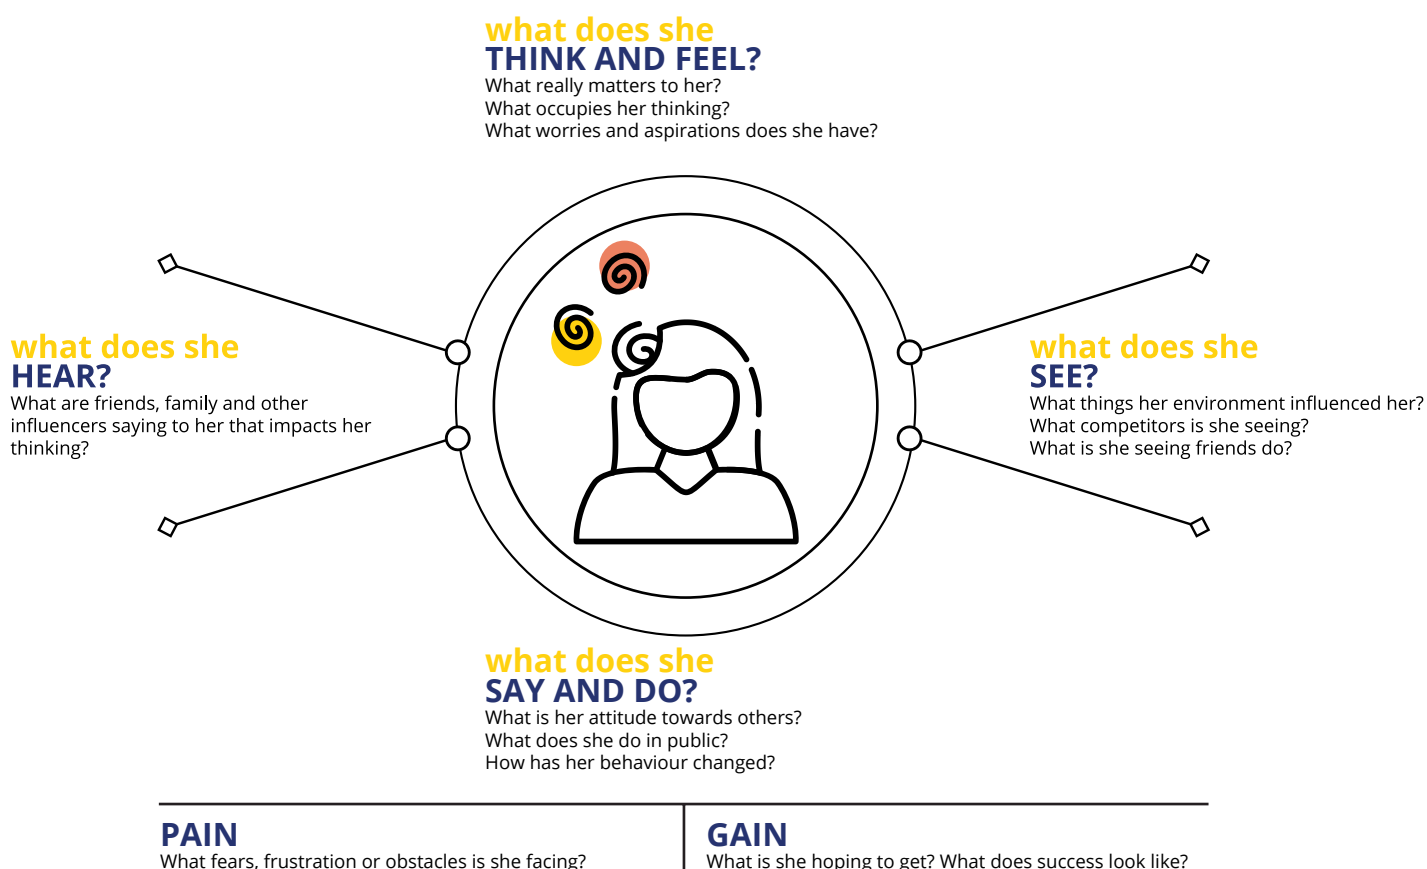 what does she
THINK AND FEEL?
What really matters to her?
What occupies her thinking?
What worries and aspirations does she have?
what does she
HEAR?
What are friends, family and other
influencers saying to her that impacts her
thinking?
what does she
SEE?
What things her environment influenced her?
What competitors is she seeing?
What is she seeing friends do?
what does she
SAY AND DO?
What is her attitude towards others?
What does she do in public?
How has her behaviour changed?
PAIN
What fears, frustration or obstacles is she facing?
GAIN
What is she hoping to get? What does success look like?